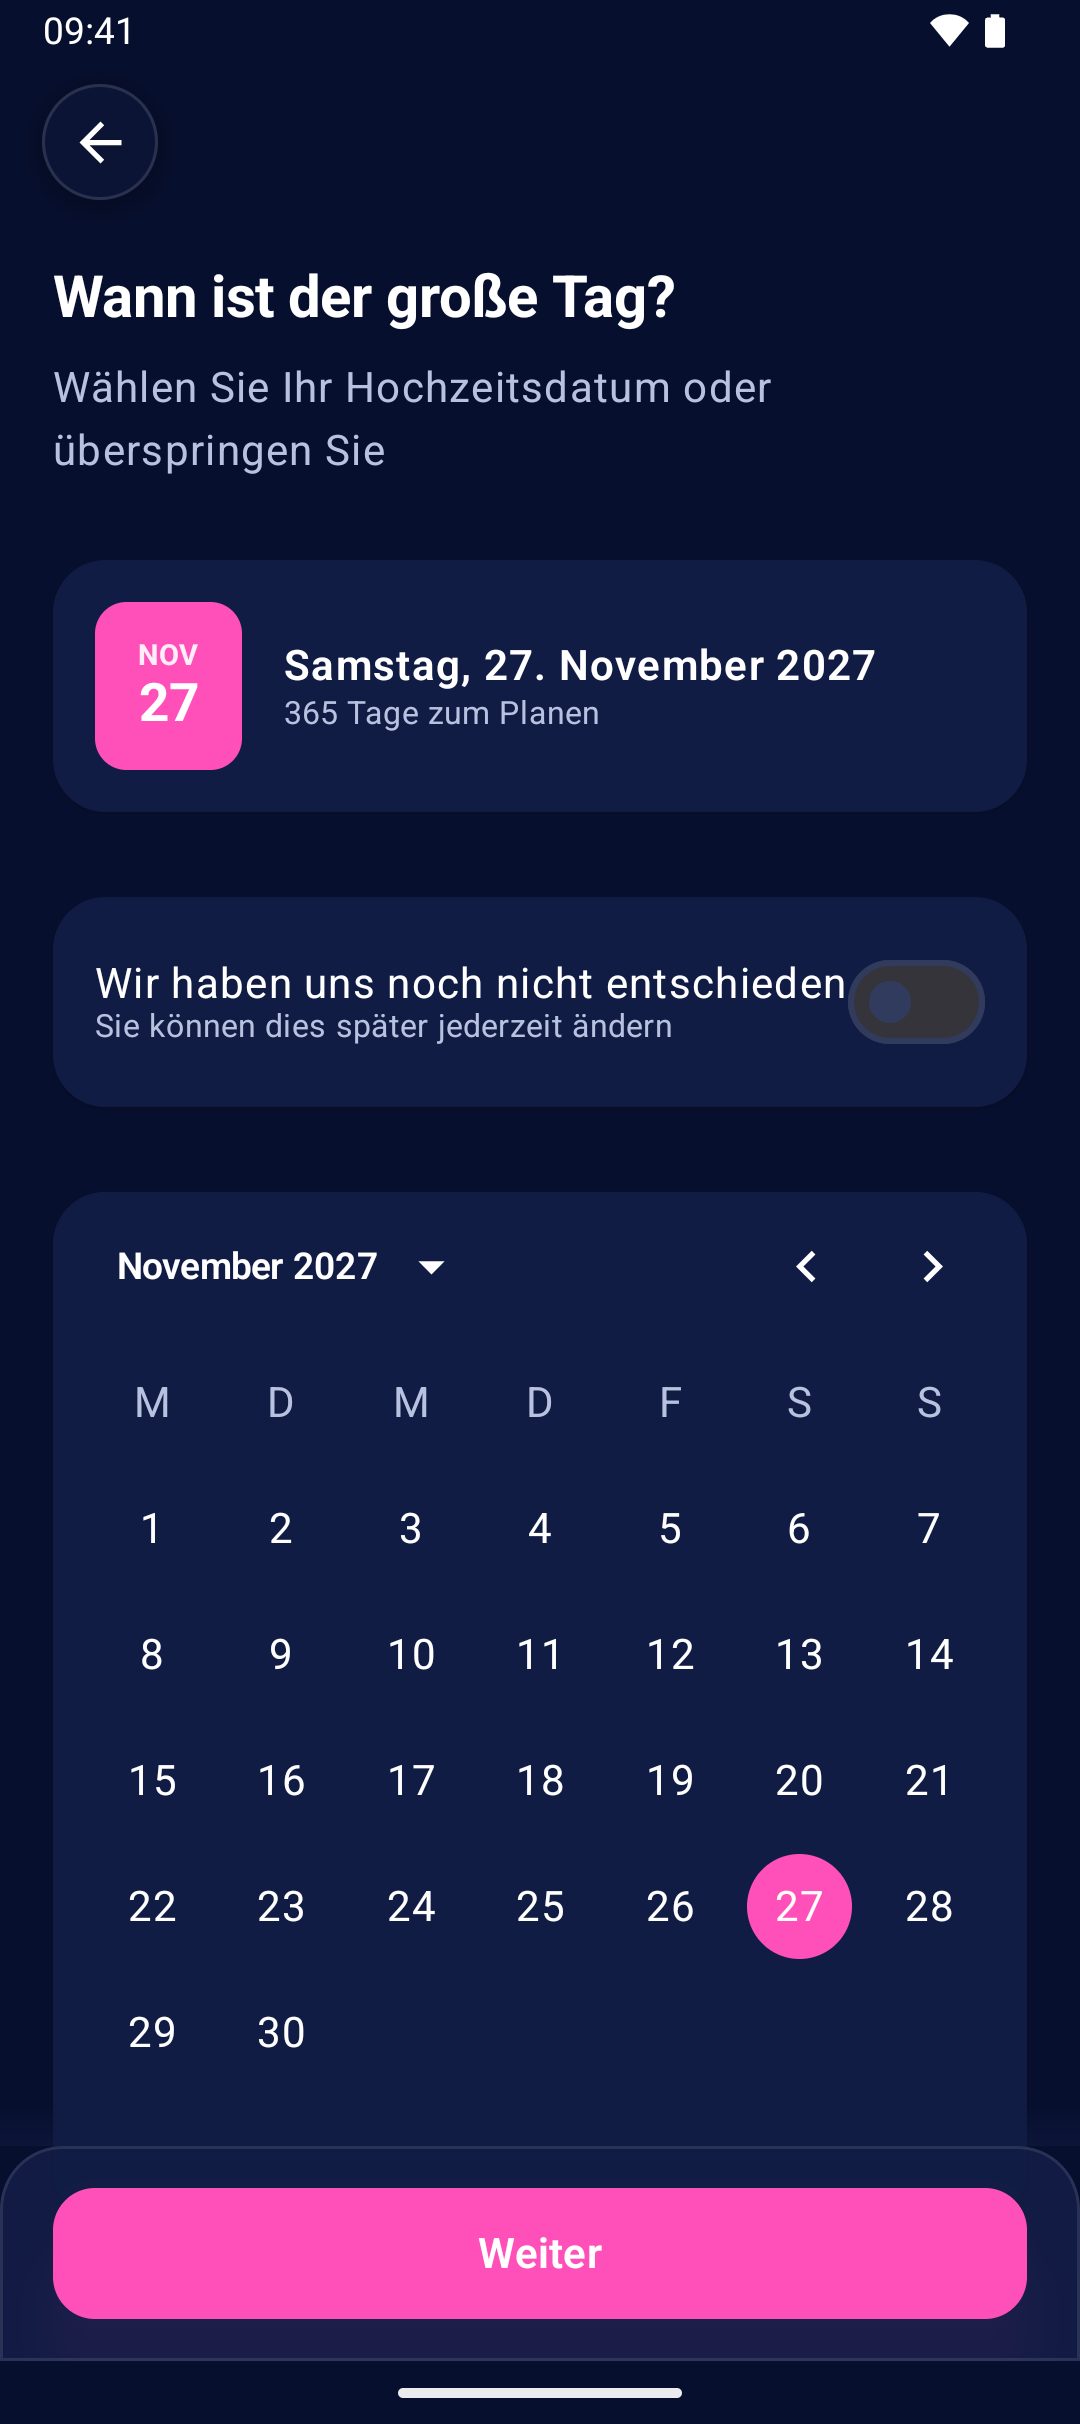 09:41
Wann ist der große Tag?
Wählen Sie Ihr Hochzeitsdatum oder
überspringen Sie
NOV
27
Samstag, 27. November 2027
365 Tage zum Planen
Wir haben uns noch nicht entschieden
Sie können dies später jederzeit ändern
November 2027
M D M D F S S
1 2 3 4 5 6 7
8 9 10 11 12 13 14
15 16 17 18 19 20 21
22 23 24 25 26 27 28
29 30
Weiter